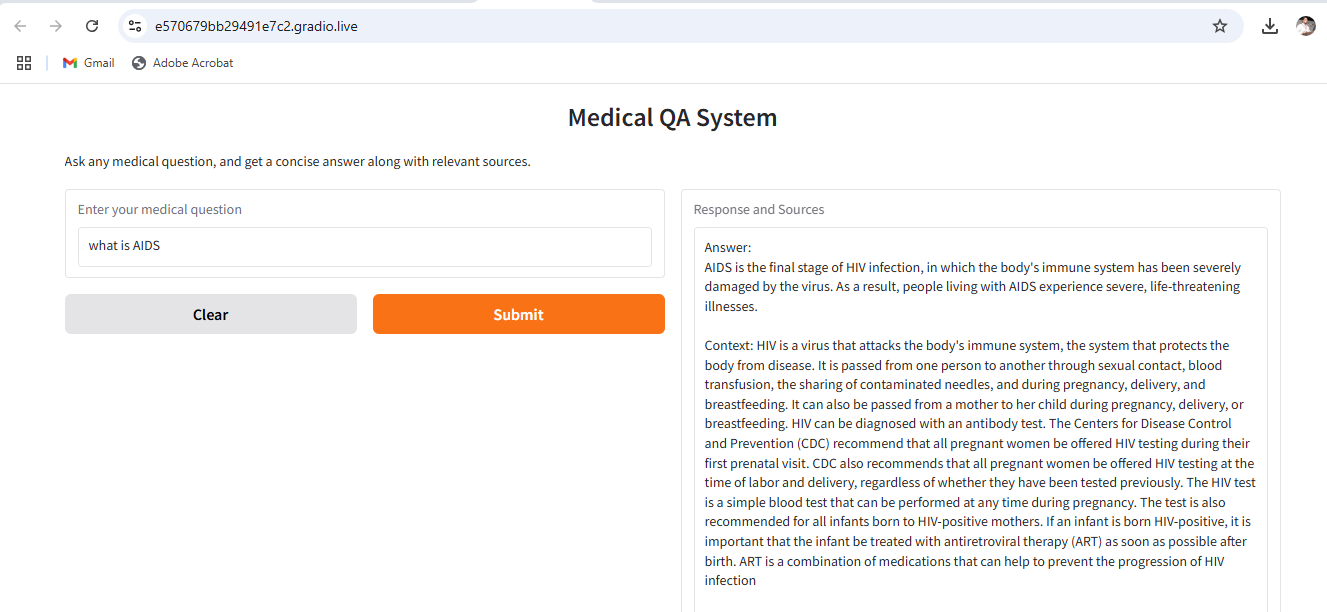 e570679bb29491e7c2.gradio.live
Gmail
Adobe Acrobat
Medical QA System
Ask any medical question, and get a concise answer along with relevant sources.
Enter your medical question
what is AIDS
Clear
Submit
Response and Sources
Answer:
AIDS is the final stage of HIV infection, in which the body's immune system has been severely
damaged by the virus. As a result, people living with AIDS experience severe, life-threatening
illnesses.
Context: HIV is a virus that attacks the body's immune system, the system that protects the
body from disease. It is passed from one person to another through sexual contact, blood
transfusion, the sharing of contaminated needles, and during pregnancy, delivery, and
breastfeeding. It can also be passed from a mother to her child during pregnancy, delivery, or
breastfeeding. HIV can be diagnosed with an antibody test. The Centers for Disease Control
and Prevention (CDC) recommend that all pregnant women be offered HIV testing during their
first prenatal visit. CDC also recommends that all pregnant women be offered HIV testing at the
time of labor and delivery, regardless of whether they have been tested previously. The HIV test
is a simple blood test that can be performed at any time during pregnancy. The test is also
recommended for all infants born to HIV-positive mothers. If an infant is born HIV-positive, it is
important that the infant be treated with antiretroviral therapy (ART) as soon as possible after
birth. ART is a combination of medications that can help to prevent the progression of HIV
infection